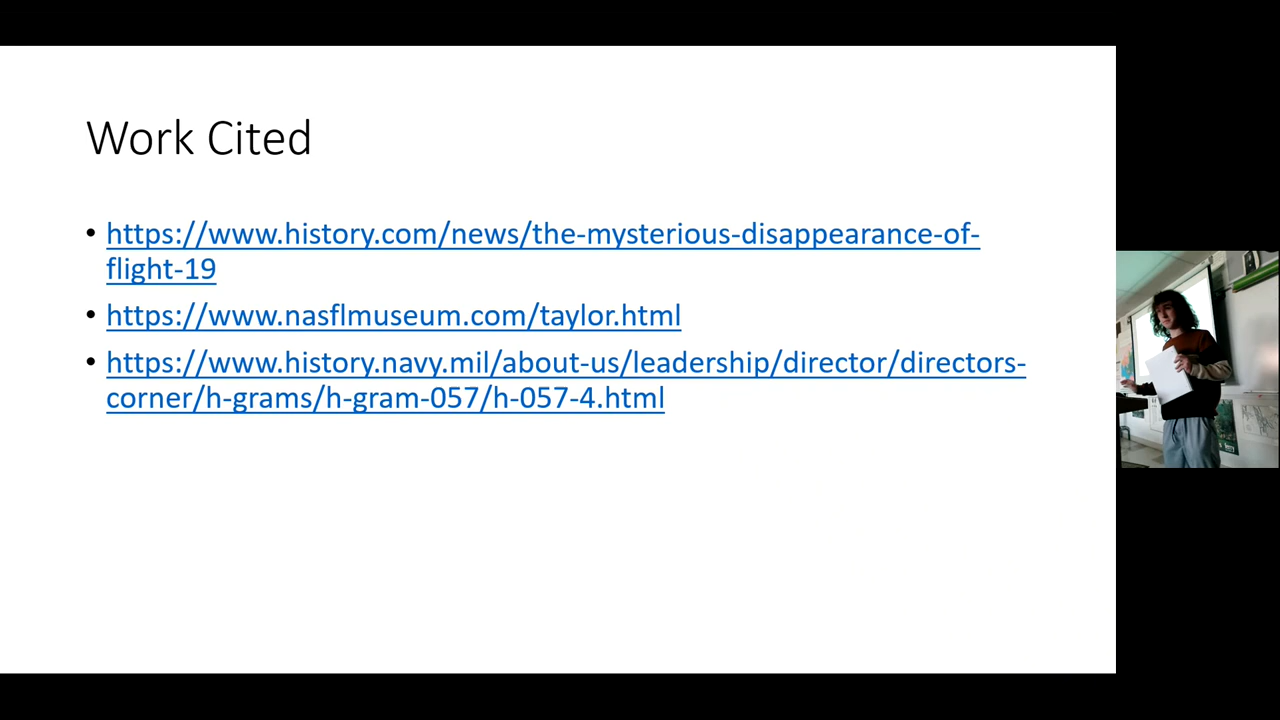 Work Cited
• https://www.history.com/news/the-mysterious-disappearance-of-
flight-19
• https://www.nasflmuseum.com/taylor.html
• https://www.history.navy.mil/about-us/leadership/director/directors-
corner/h-grams/h-gram-057/h-057-4.html